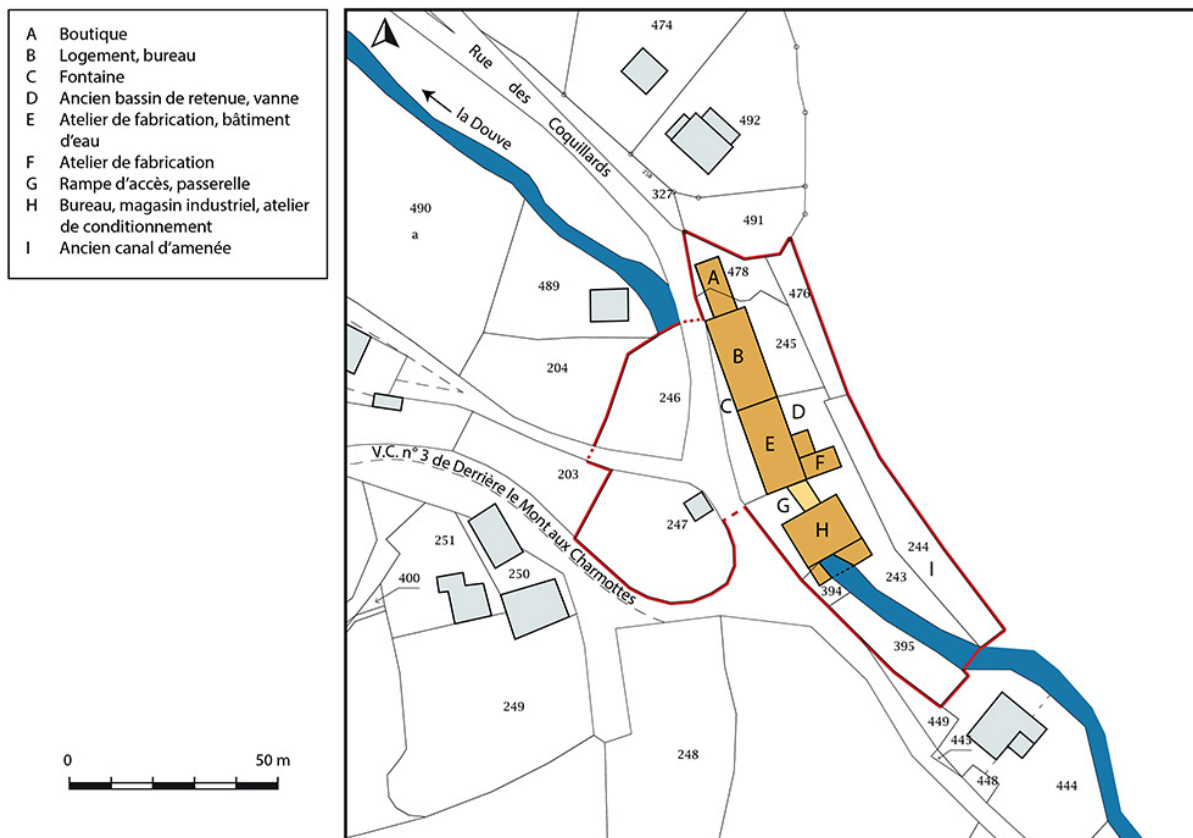 A Boutique
B Logement, bureau
C Fontaine
D Ancien bassin de retenue, vanne
E Atelier de fabrication, bâtiment
d'eau
F Atelier de fabrication
G Rampe d'accès, passerelle
H Bureau, magasin industriel, atelier
de conditionnement
I Ancien canal d'amenée
0 50 m
474
Rue des Coquillards
la Douve
492
327
491
490
a
489
A
478
476
B
245
204
246
C
D
E
F
203
V.C. n° 3 de Derrière le Mont aux Charmottes
G
247
H
244
251
250
I
243
400
394
395
249
449
443
248
448
444